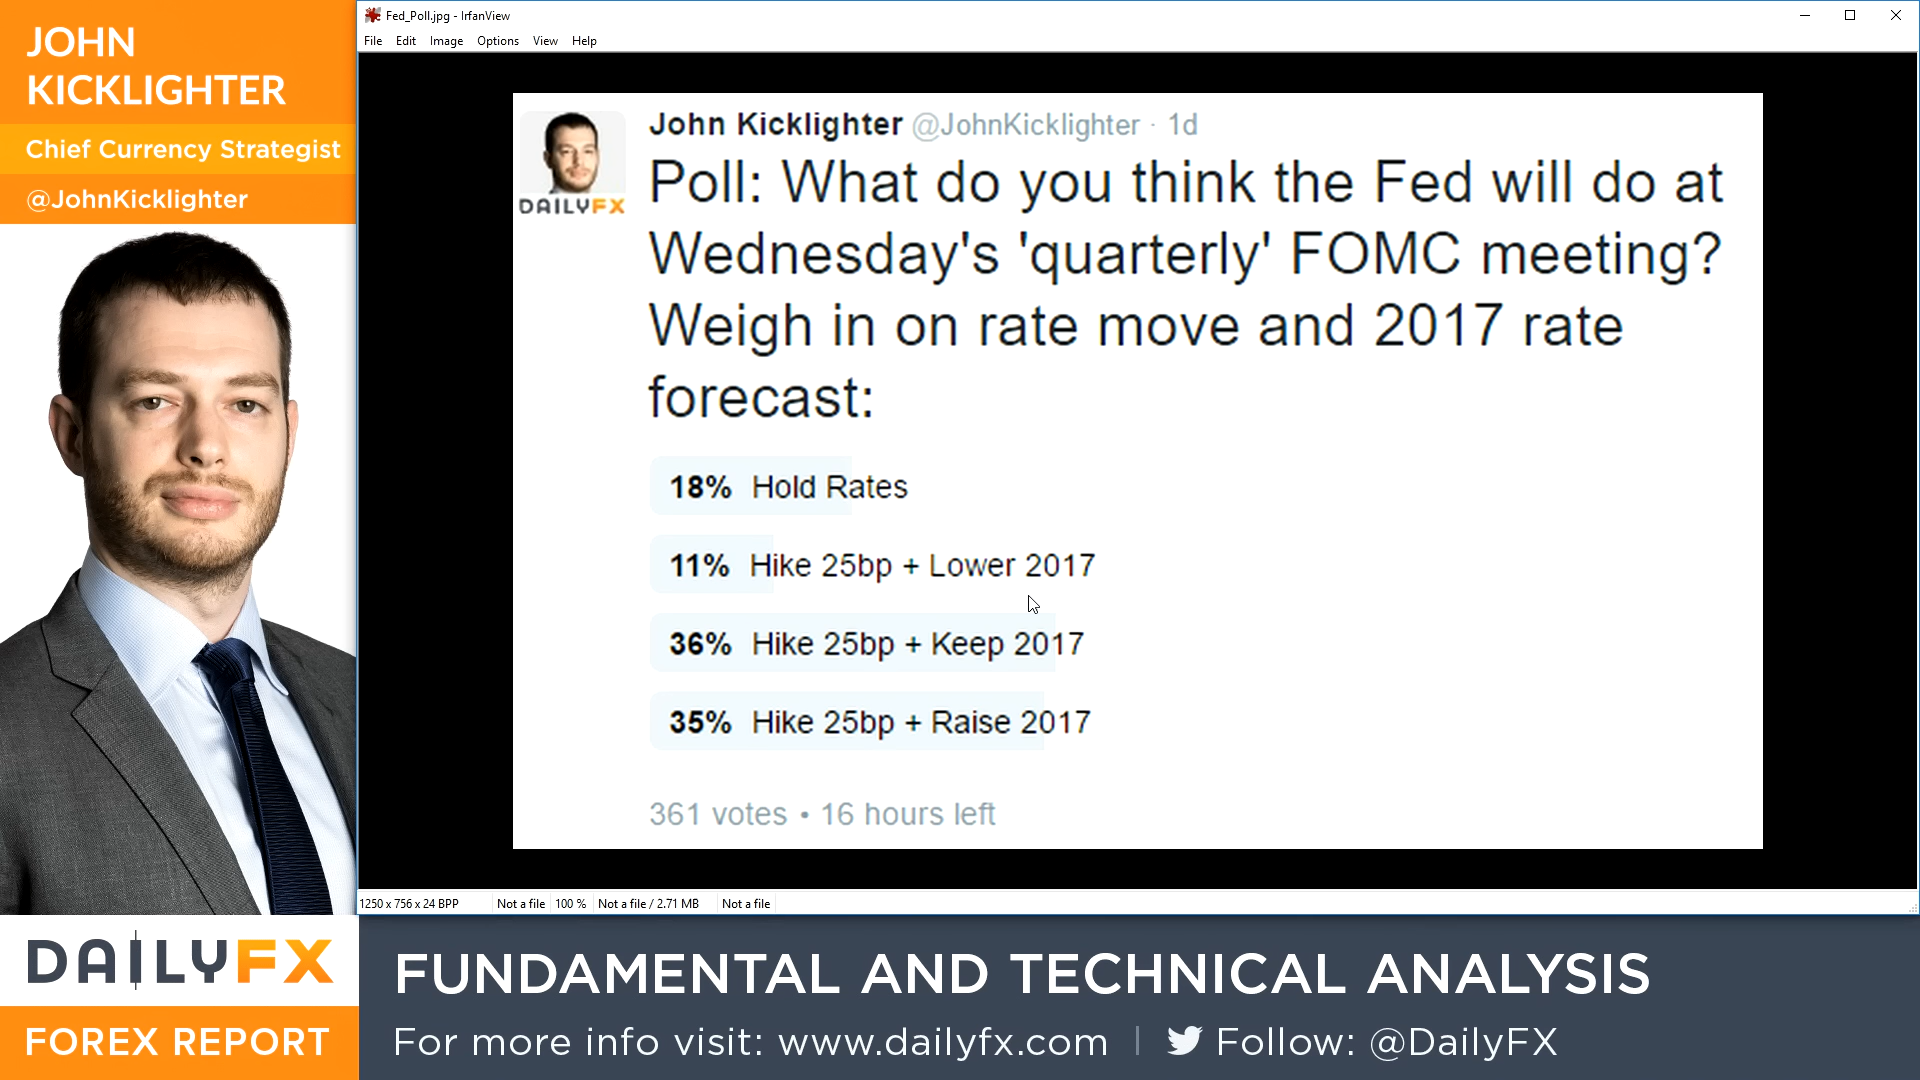 JOHN
KICKLIGHTER
Chief Currency Strategist
@JohnKicklighter
Fed_Poll.jpg - IrfanView
File Edit Image Options View Help
John Kicklighter @JohnKicklighter · 1d
DAILYFX
Poll: What do you think the Fed will do at
Wednesday's 'quarterly' FOMC meeting?
Weigh in on rate move and 2017 rate
forecast:
18% Hold Rates
11% Hike 25bp + Lower 2017
36% Hike 25bp + Keep 2017
35% Hike 25bp + Raise 2017
361 votes • 16 hours left
1250 x 756 x 24 BPP Not a file 100 % Not a file / 2.71 MB Not a file
DAILYFX
FOREX REPORT
FUNDAMENTAL AND TECHNICAL ANALYSIS
For more info visit: www.dailyfx.com | Follow: @DailyFX